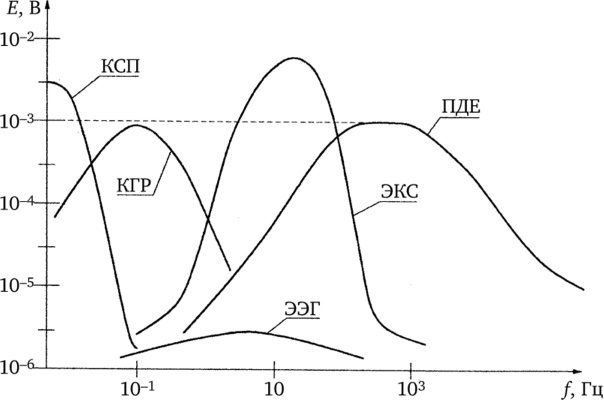 E, В
10⁻²
КСП
10⁻³
ПДЕ
КГР
ЭКС
10⁻⁴
10⁻⁵
ЭЭГ
10⁻⁶
10⁻¹
10
10³
f, Гц